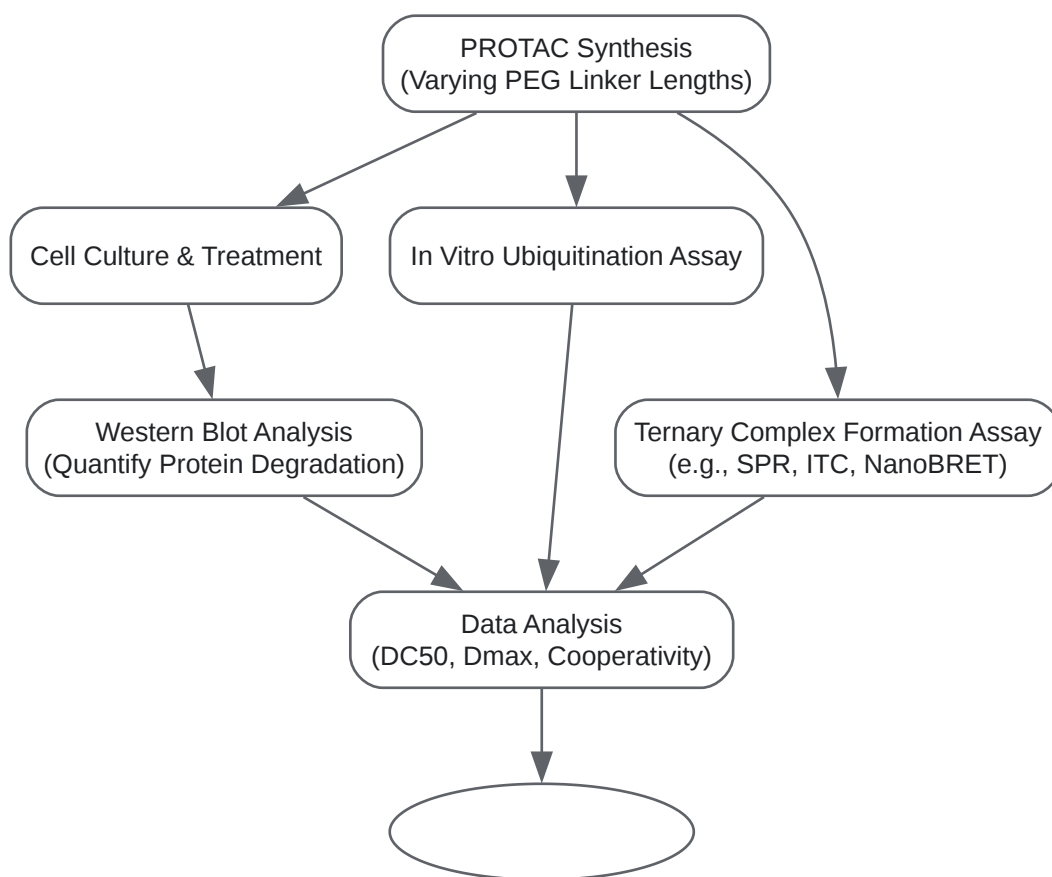 PROTAC Synthesis
(Varying PEG Linker Lengths)
Cell Culture & Treatment
In Vitro Ubiquitination Assay
Western Blot Analysis
(Quantify Protein Degradation)
Ternary Complex Formation Assay
(e.g., SPR, ITC, NanoBRET)
Data Analysis
(DC50, Dmax, Cooperativity)